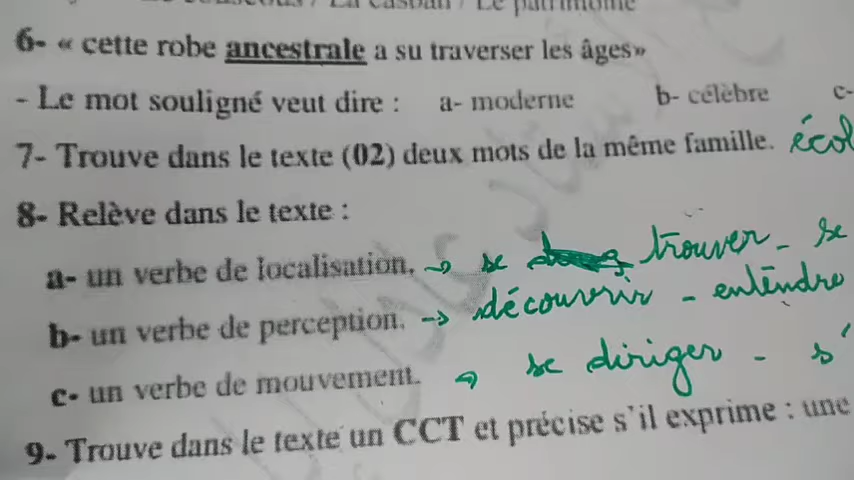 Le patrimoine
6- « cette robe ancestrale a su traverser les âges»
- Le mot souligné veut dire : a- moderne b- célèbre c-
7- Trouve dans le texte (02) deux mots de la même famille. écol
8- Relève dans le texte :
a- un verbe de localisation. → se trouver - se
b- un verbe de perception. → découvrir - entendre
c- un verbe de mouvement. → se diriger - s'
9- Trouve dans le texte un CCT et précise s'il exprime : une